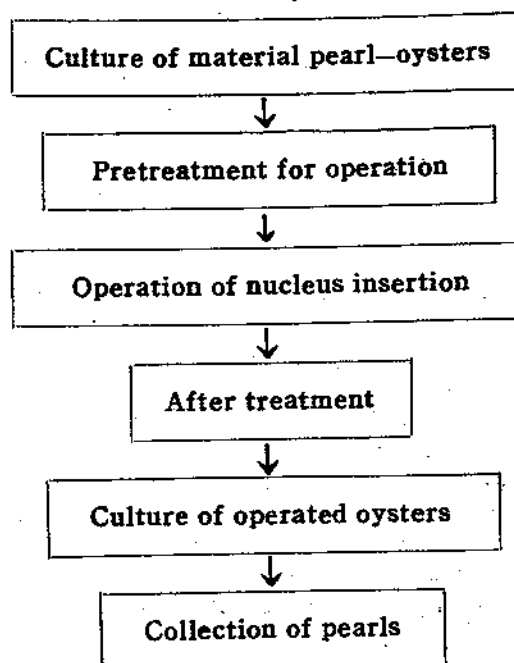 Culture of material pearl-oysters
Pretreatment for operation
Operation of nucleus insertion
After treatment
Culture of operated oysters
Collection of pearls